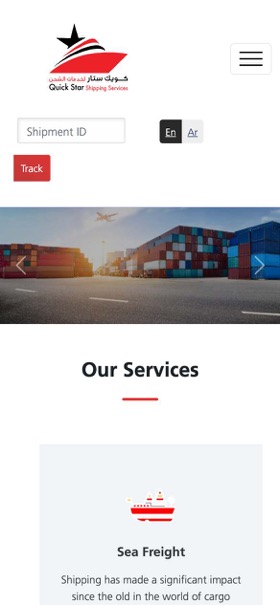 كويك ستار لخدمات الشحن
Quick Star Shipping Services
Shipment ID
En Ar
Track
Our Services
Sea Freight
Shipping has made a significant impact
since the old in the world of cargo